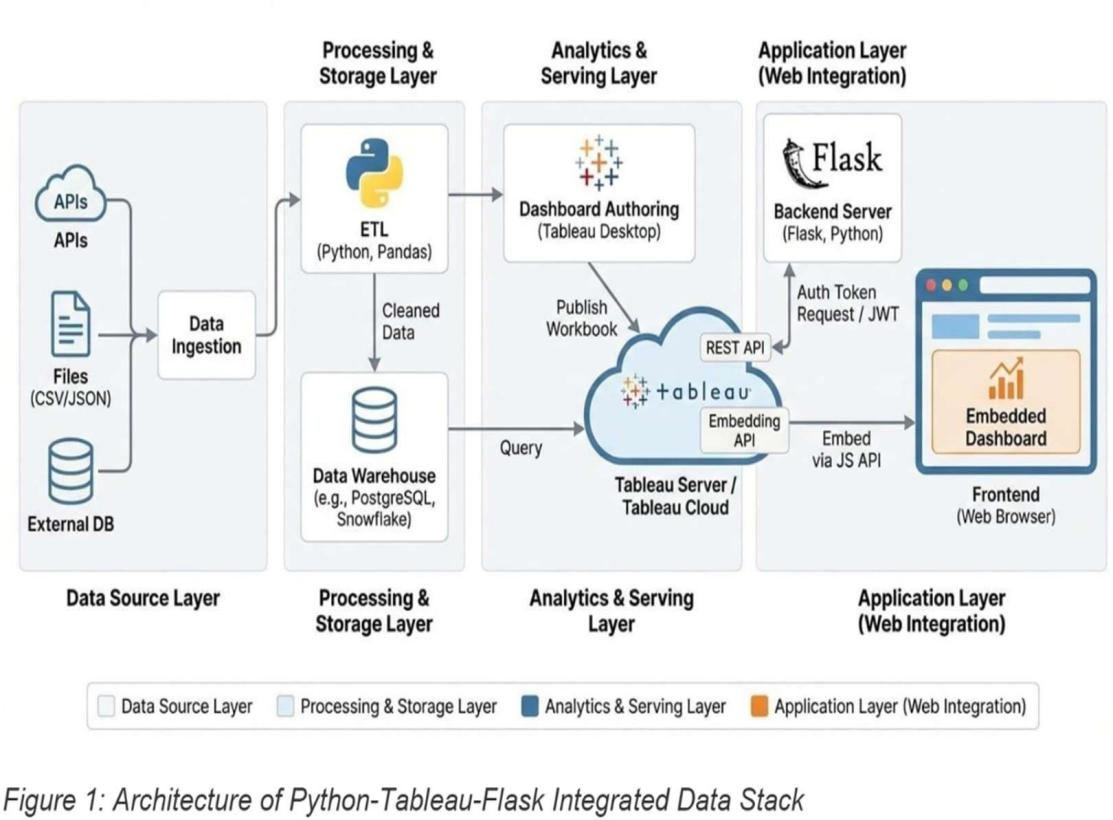 Processing &
Storage Layer
Analytics &
Serving Layer
Application Layer
(Web Integration)
APIs
APIs
Files
(CSV/JSON)
External DB
Data
Ingestion
ETL
(Python, Pandas)
Cleaned
Data
Data Warehouse
(e.g., PostgreSQL,
Snowflake)
Dashboard Authoring
(Tableau Desktop)
Publish
Workbook
Query
REST API
+ableau
Embedding
API
Tableau Server /
Tableau Cloud
Flask
Backend Server
(Flask, Python)
Auth Token
Request / JWT
Embed
via JS API
Embedded
Dashboard
Frontend
(Web Browser)
Data Source Layer
Processing &
Storage Layer
Analytics & Serving
Layer
Application Layer
(Web Integration)
Data Source Layer
Processing & Storage Layer
Analytics & Serving Layer
Application Layer (Web Integration)
Figure 1: Architecture of Python-Tableau-Flask Integrated Data Stack